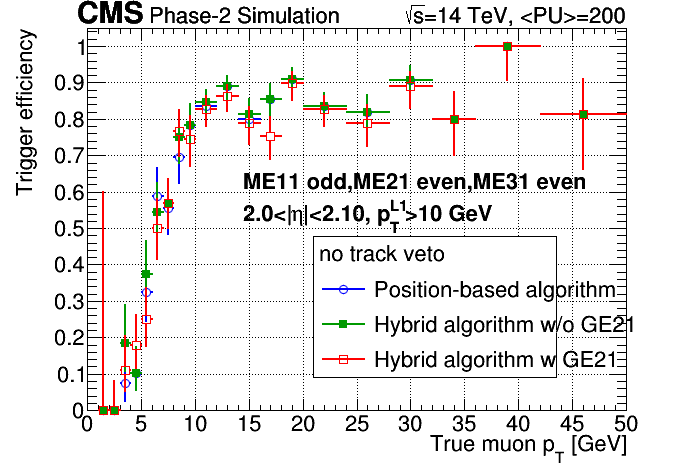 CMS Phase-2 Simulation √s=14 TeV, <PU>=200
Trigger efficiency
1
0.9
0.8
0.7
0.6
0.5
0.4
0.3
0.2
0.1
0
ME11 odd,ME21 even,ME31 even
2.0<|η|<2.10, p_T^L1>10 GeV
no track veto
Position-based algorithm
Hybrid algorithm w/o GE21
Hybrid algorithm w GE21
0 5 10 15 20 25 30 35 40 45 50
True muon p_T [GeV]